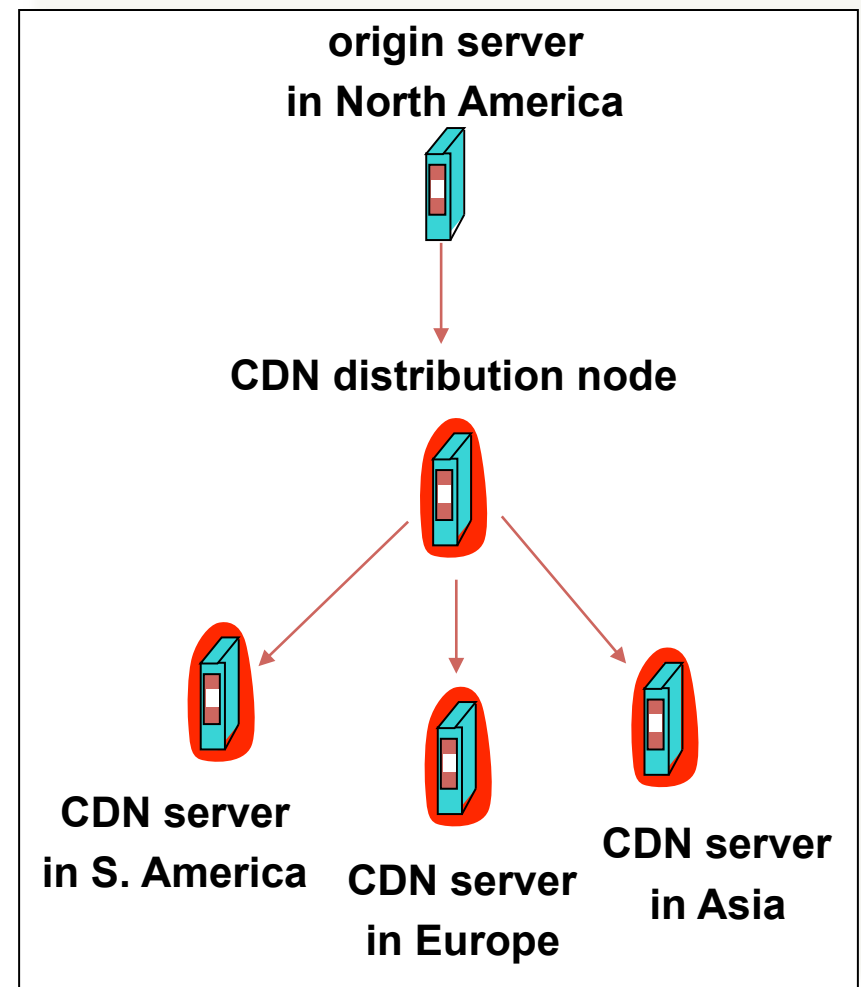 origin server
in North America
CDN distribution node
CDN server
in S. America
CDN server
in Europe
CDN server
in Asia